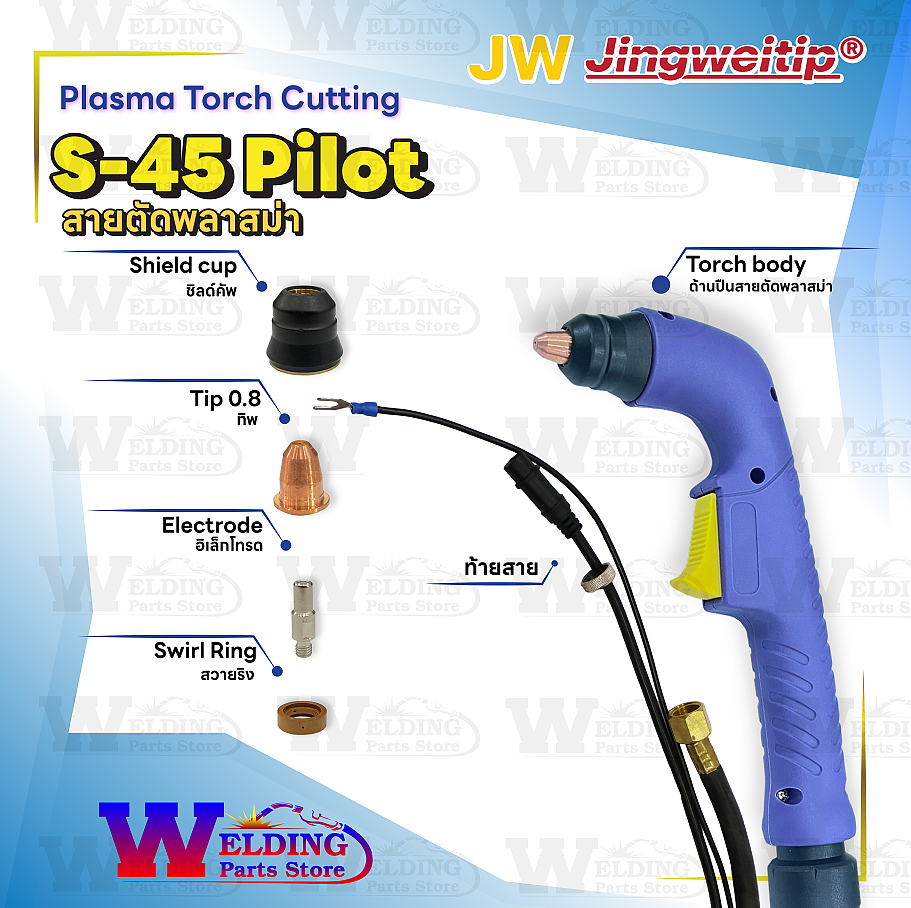 JW Jingweitip®
Plasma Torch Cutting
S-45 Pilot
สายตัดพลาสม่า
Shield cup
ชิลด์คัพ
Torch body
ด้านปืนสายตัดพลาสม่า
Tip 0.8
ทิพ
Electrode
อิเล็กโทรด
ท้ายสาย
Swirl Ring
สวายริง
WELDING
Parts Store